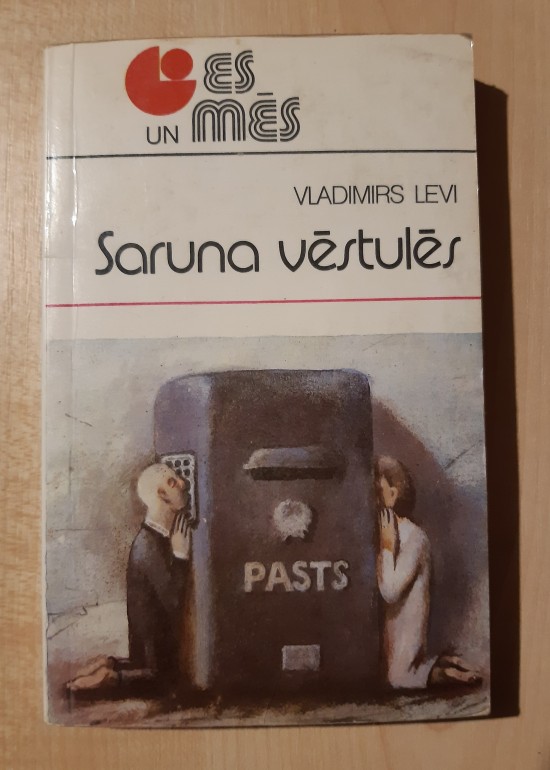 ES
UN MĒS
VLADIMIRS LEVI
Saruna vēstulēs
PASTS